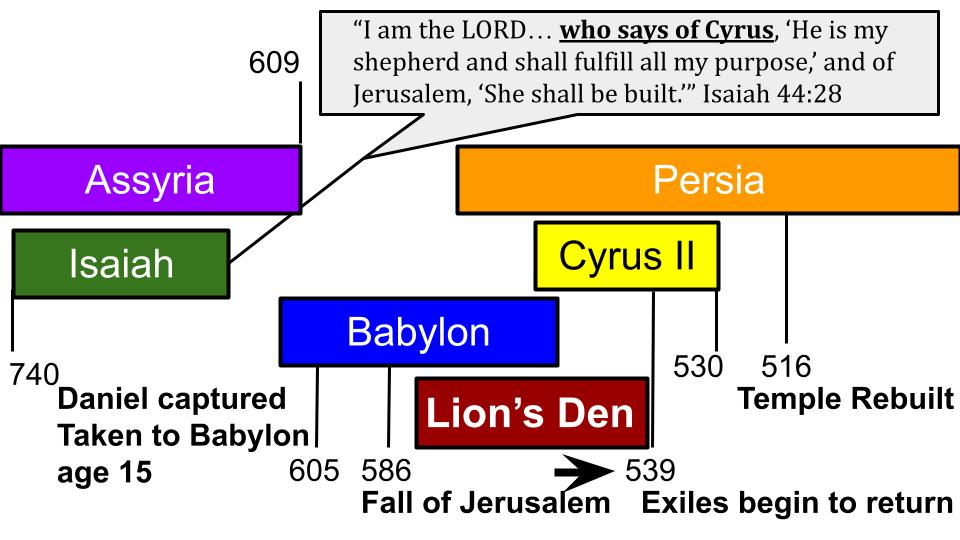 “I am the LORD… who says of Cyrus, ‘He is my
shepherd and shall fulfill all my purpose,’ and of
Jerusalem, ‘She shall be built.’” Isaiah 44:28
609
Assyria
Persia
Isaiah
Cyrus II
Babylon
740
530
516
Daniel captured
Taken to Babylon
age 15
Temple Rebuilt
Lion’s Den
605
586
539
Fall of Jerusalem
Exiles begin to return